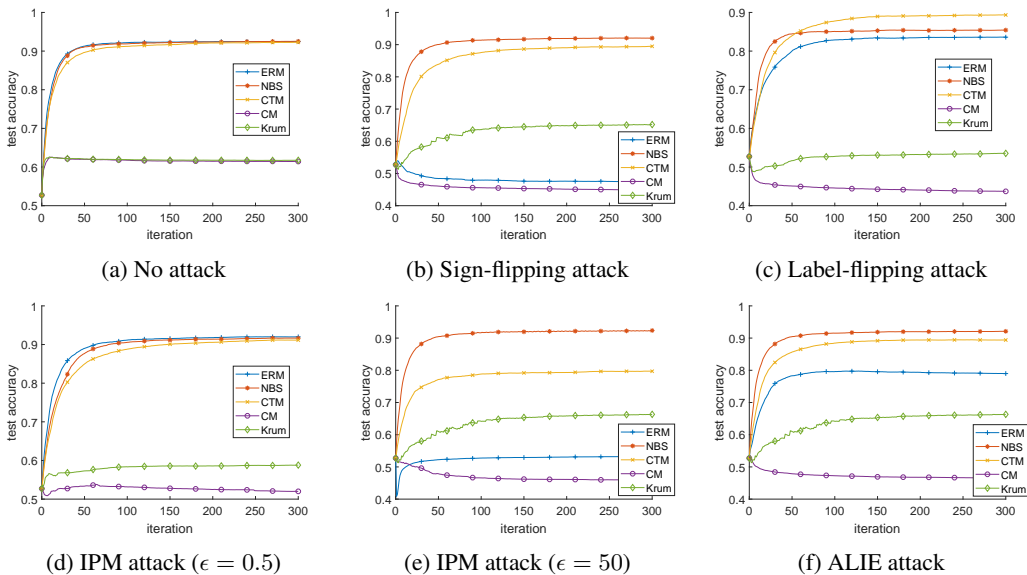 1
0.9
0.8
0.7
0.6
0.5
test accuracy
ERM
NBS
CTM
CM
Krum
0 50 100 150 200 250 300
iteration
(a) No attack
1
0.9
0.8
0.7
0.6
0.5
0.4
test accuracy
ERM
NBS
CTM
CM
Krum
0 50 100 150 200 250 300
iteration
(b) Sign-flipping attack
0.9
0.8
0.7
0.6
0.5
0.4
test accuracy
ERM
NBS
CTM
CM
Krum
0 50 100 150 200 250 300
iteration
(c) Label-flipping attack
1
0.9
0.8
0.7
0.6
0.5
test accuracy
ERM
NBS
CTM
CM
Krum
0 50 100 150 200 250 300
iteration
(d) IPM attack (ϵ = 0.5)
1
0.9
0.8
0.7
0.6
0.5
0.4
test accuracy
ERM
NBS
CTM
CM
Krum
0 50 100 150 200 250 300
iteration
(e) IPM attack (ϵ = 50)
1
0.9
0.8
0.7
0.6
0.5
0.4
test accuracy
ERM
NBS
CTM
CM
Krum
0 50 100 150 200 250 300
iteration
(f) ALIE attack